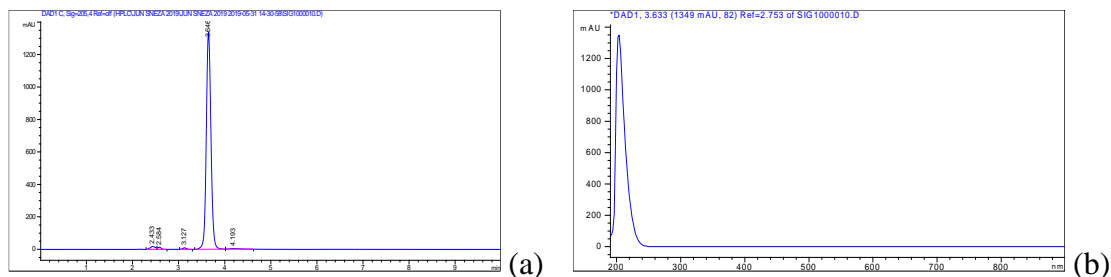 DAD1 C, Sig=205,4 Ref=off (HPLCJUN SNEZA 2019\JUN SNEZA 2019 2019-05-31 14-30-58\SIG1000010.D)
mAU
1200
1000
800
600
400
200
0
2.433
2.584
3.127
3.646
4.193
1 2 3 4 5 6 7 8 9 min
(a)
*DAD1, 3.633 (1349 mAU, 82) Ref=2.753 of SIG1000010.D
mAU
1200
1000
800
600
400
200
0
200 300 400 500 600 700 800 nm
(b)